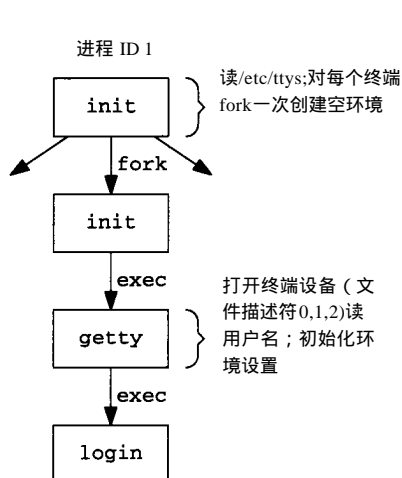 进程 ID 1
init
读/etc/ttys;对每个终端
fork一次创建空环境
fork
init
exec
getty
打开终端设备（文
件描述符0,1,2)读
用户名；初始化环
境设置
exec
login